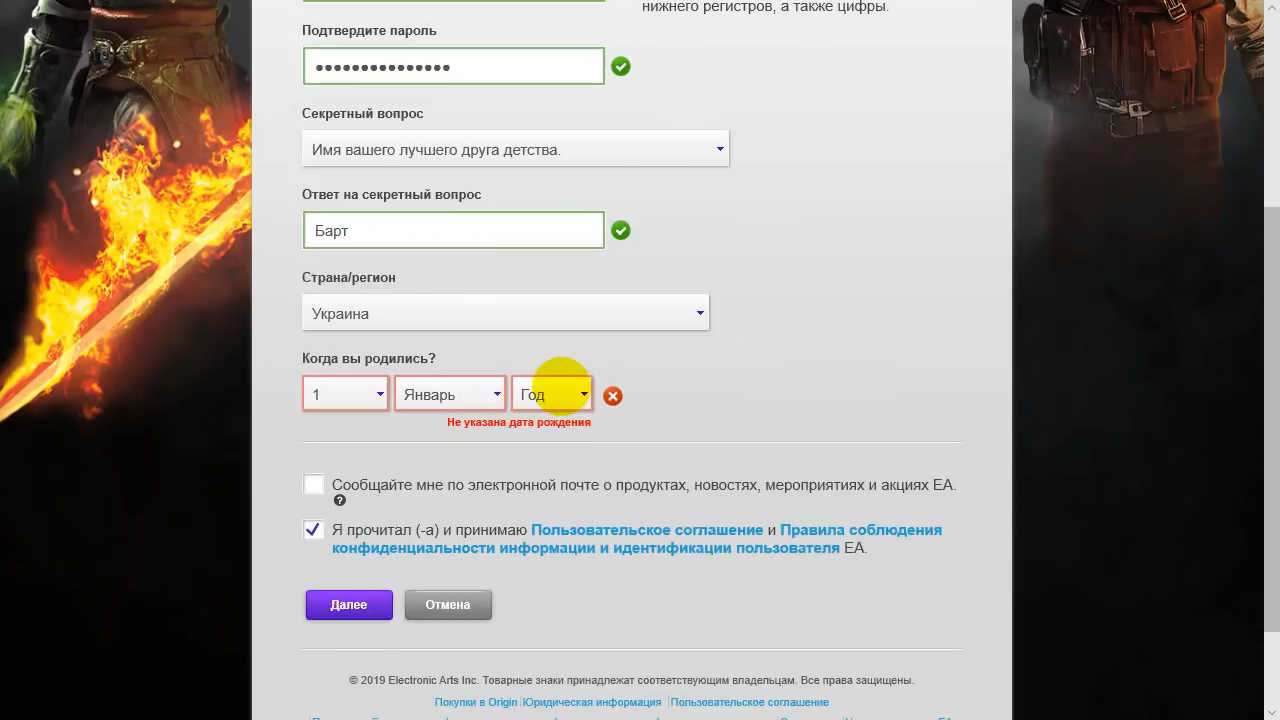 нижнего регистров, а также цифры.
Подтвердите пароль
●●●●●●●●●●●●●●●
Секретный вопрос
Имя вашего лучшего друга детства.
Ответ на секретный вопрос
Барт
Страна/регион
Украина
Когда вы родились?
1 Январь Год
Не указана дата рождения
Сообщайте мне по электронной почте о продуктах, новостях, мероприятиях и акциях EA.
?
Я прочитал (-а) и принимаю Пользовательское соглашение и Правила соблюдения
конфиденциальности информации и идентификации пользователя EA.
Далее Отмена
© 2019 Electronic Arts Inc. Товарные знаки принадлежат соответствующим владельцам. Все права защищены.
Покупки в Origin | Юридическая информация | Пользовательское соглашение